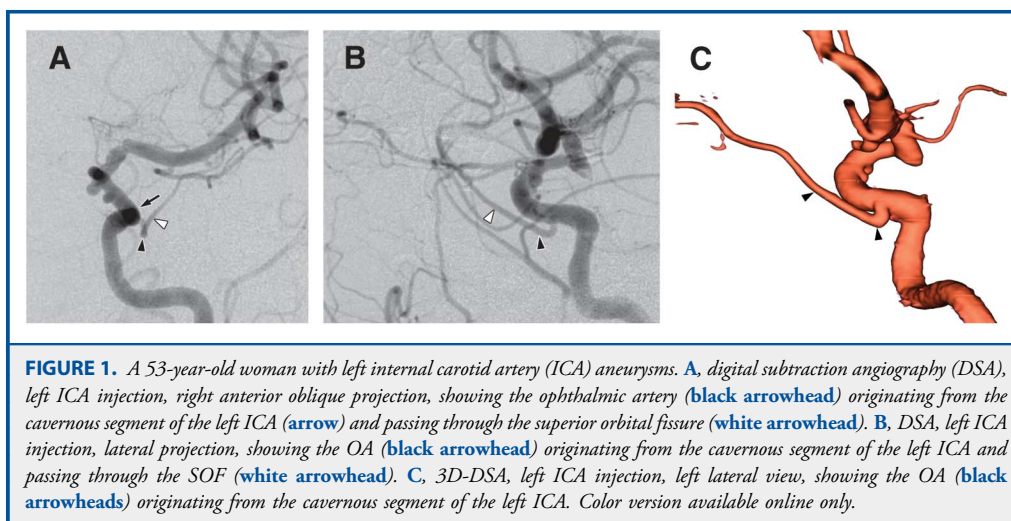 A
B
C
FIGURE 1. A 53-year-old woman with left internal carotid artery (ICA) aneurysms. A, digital subtraction angiography (DSA),
left ICA injection, right anterior oblique projection, showing the ophthalmic artery (black arrowhead) originating from the
cavernous segment of the left ICA (arrow) and passing through the superior orbital fissure (white arrowhead). B, DSA, left ICA
injection, lateral projection, showing the OA (black arrowhead) originating from the cavernous segment of the left ICA and
passing through the SOF (white arrowhead). C, 3D-DSA, left ICA injection, left lateral view, showing the OA (black
arrowheads) originating from the cavernous segment of the left ICA. Color version available online only.